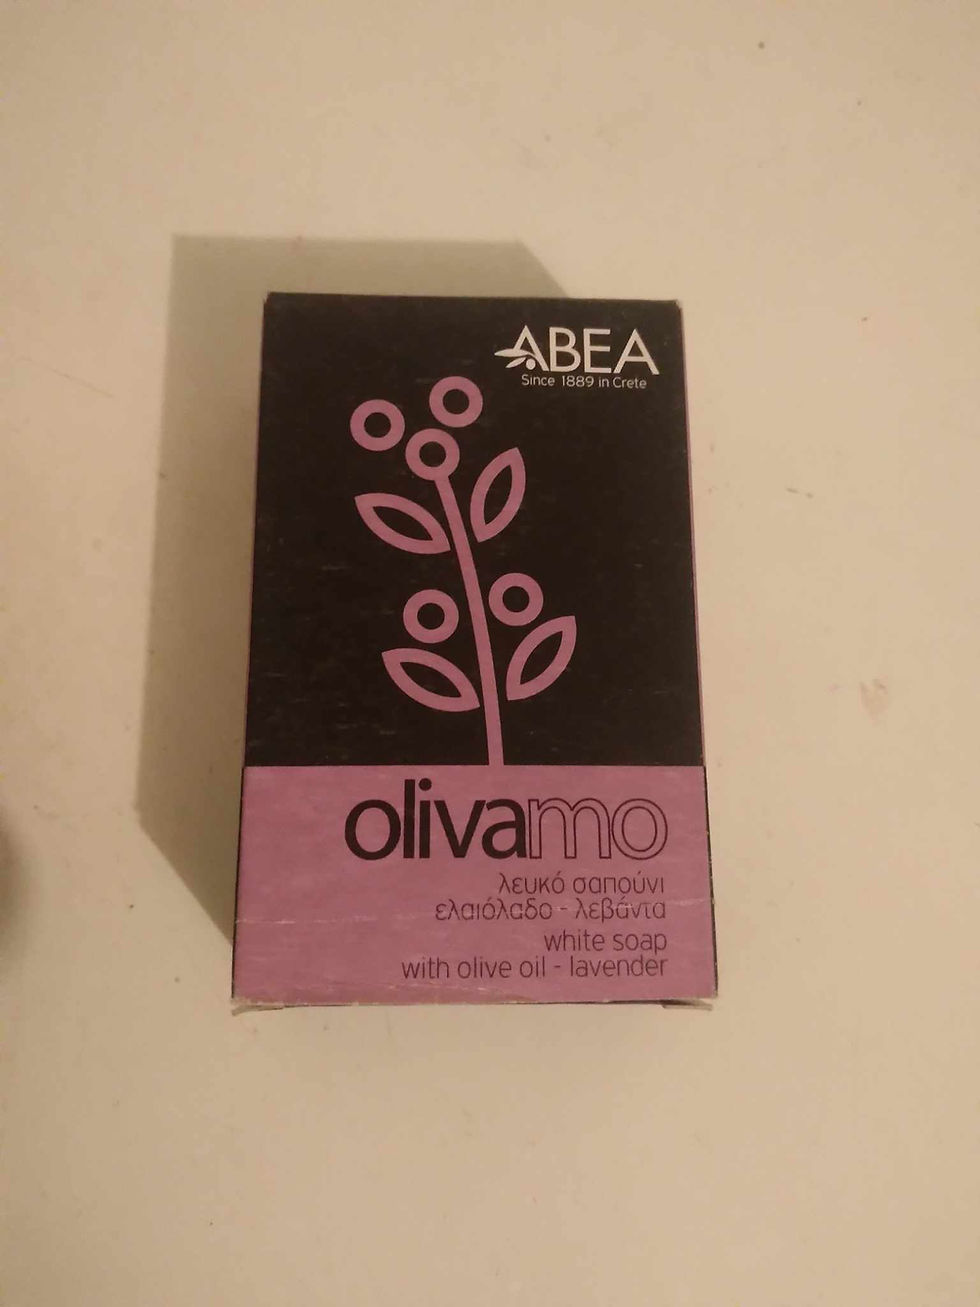 ABEA
Since 1889 in Crete
olivamo
λευκό σαπούνι
ελαιόλαδο - λεβάντα
white soap
with olive oil - lavender